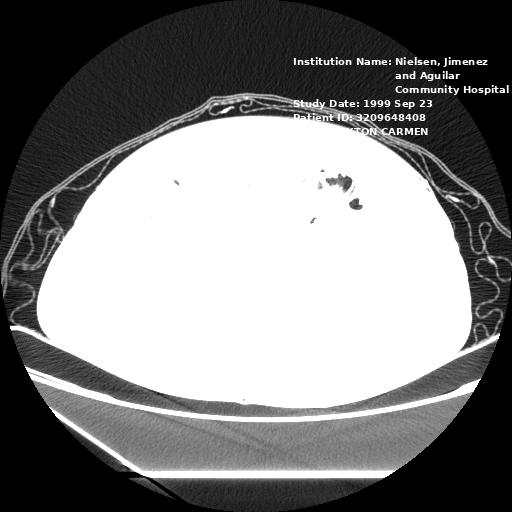 Institution Name: Nielsen, Jimenez
and Aguilar
Community Hospital
Study Date: 1999 Sep 23
Patient ID: 3209648408
CARMEN